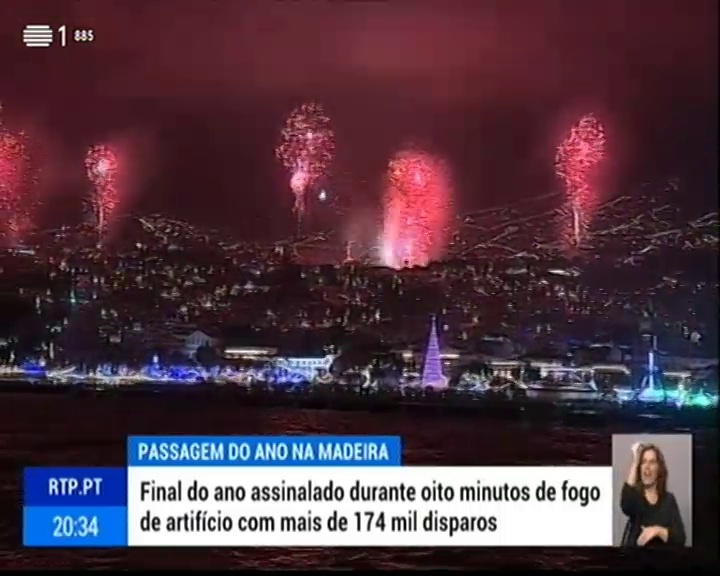 1 885
PASSAGEM DO ANO NA MADEIRA
RTP.PT
20:34
Final do ano assinalado durante oito minutos de fogo
de artifício com mais de 174 mil disparos